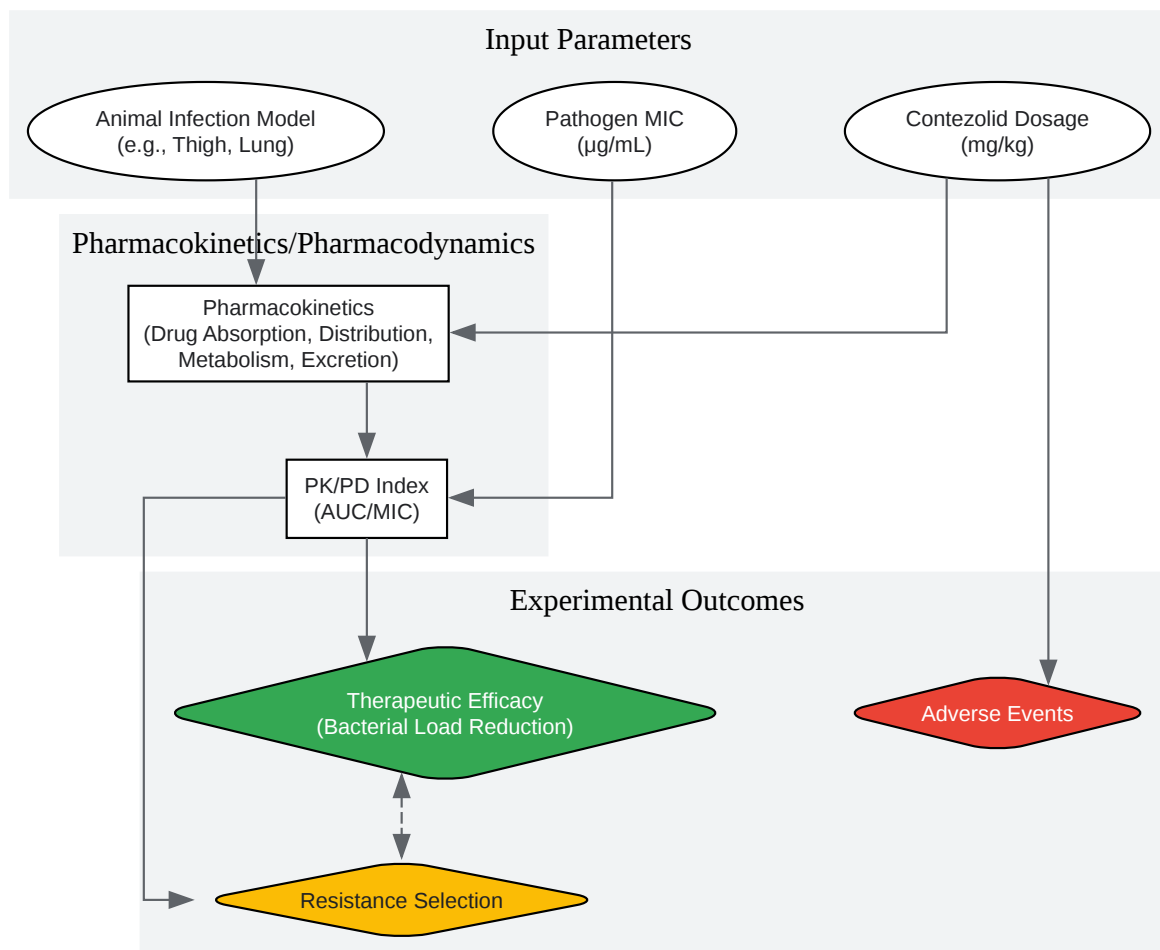 Input Parameters
Animal Infection Model
(e.g., Thigh, Lung)
Pathogen MIC
(µg/mL)
Contezolid Dosage
(mg/kg)
Pharmacokinetics/Pharmacodynamics
Pharmacokinetics
(Drug Absorption, Distribution,
Metabolism, Excretion)
PK/PD Index
(AUC/MIC)
Experimental Outcomes
Therapeutic Efficacy
(Bacterial Load Reduction)
Adverse Events
Resistance Selection